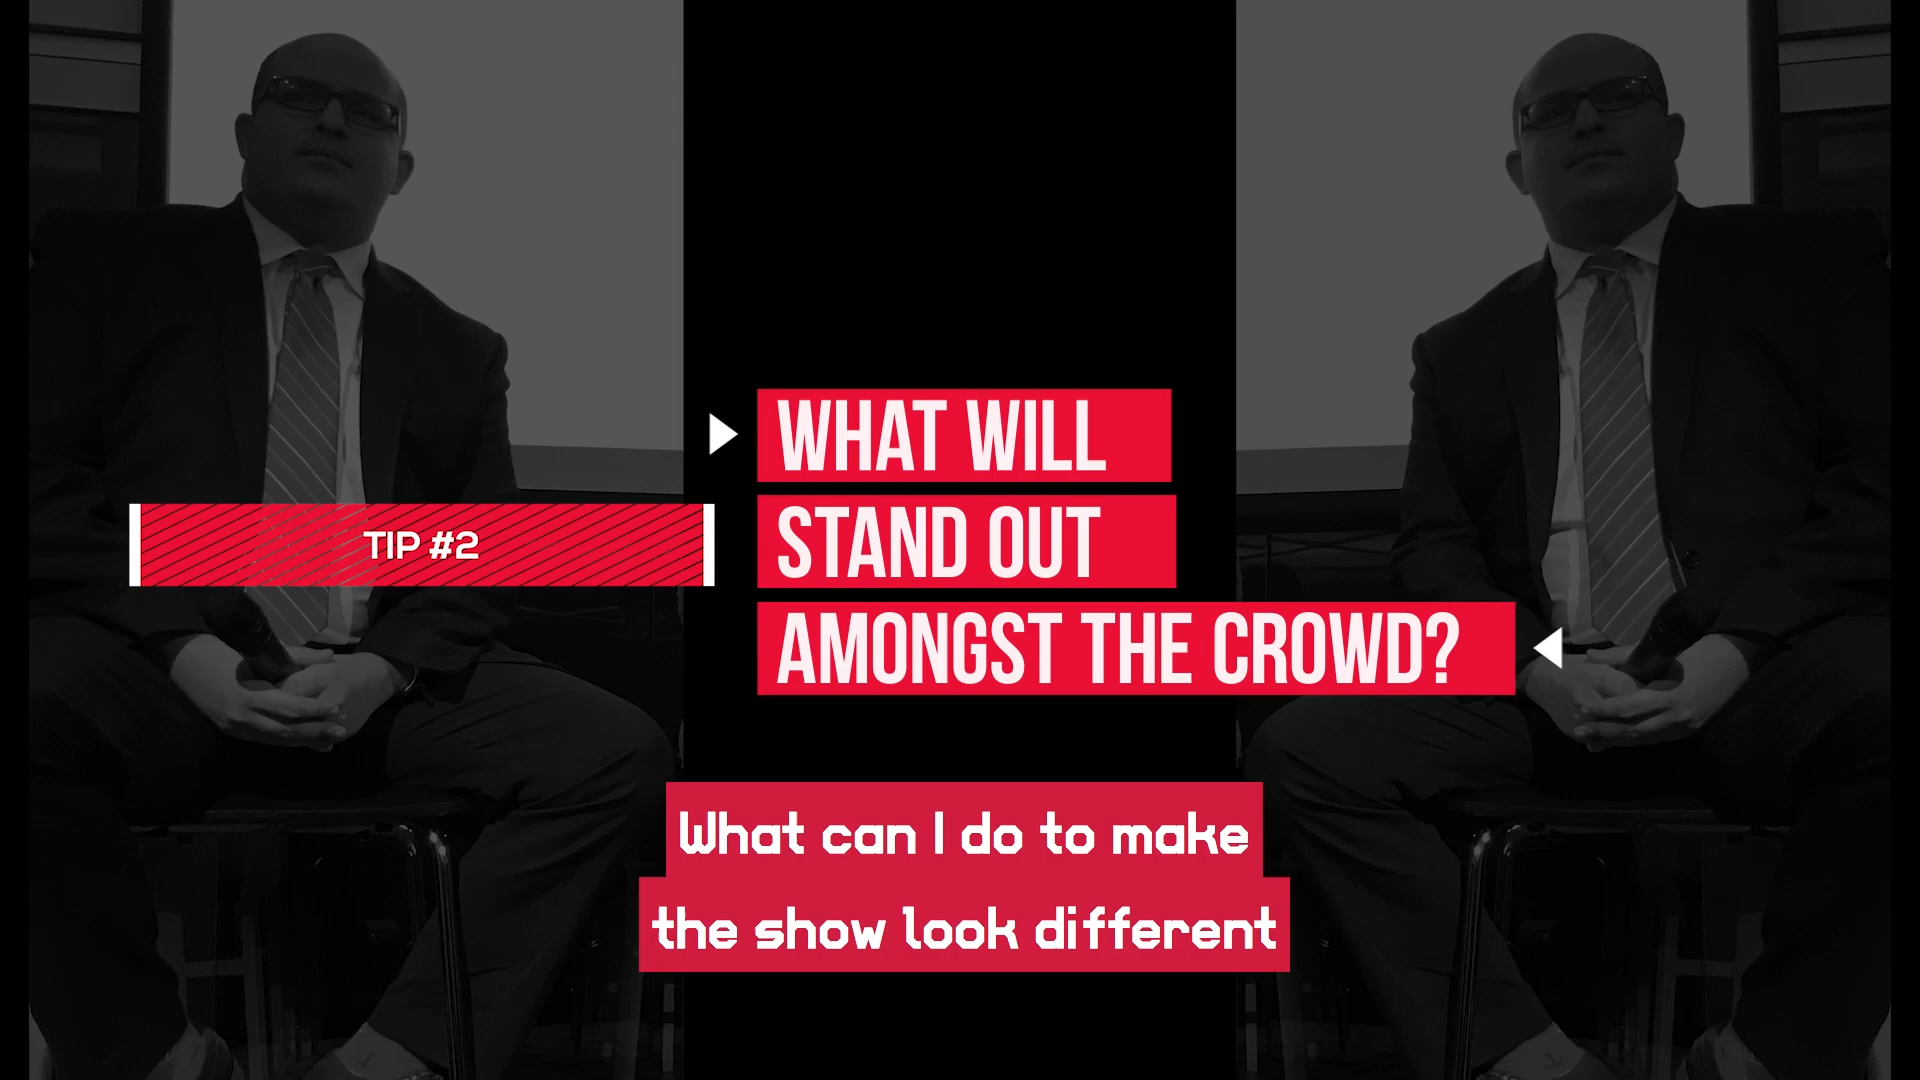 TIP #2
WHAT WILL
STAND OUT
AMONGST THE CROWD?
What can I do to make
the show look different